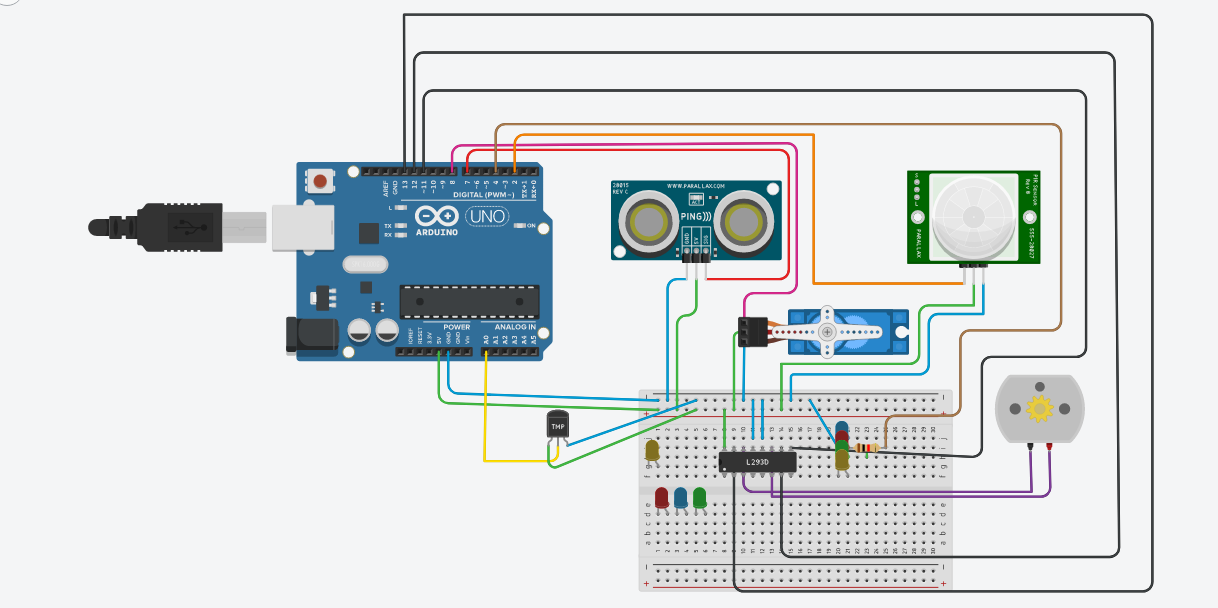 AREF
GND
13
12
~11
~10
~9
8
7
~6
~5
4
~3
2
TX→1
RX←0
DIGITAL (PWM~)
L
TX
RX
UNO
ARDUINO
ON
POWER
ANALOG IN
IOREF
RESET
3.3V
5V
GND
GND
Vin
A0
A1
A2
A3
A4
A5
28015
REV C
WWW.PARALLAX.COM
PING)))
GND
5V
SIG
PIR Sensor
Rev B
555-28027
PARALLAX
TMP
L293D